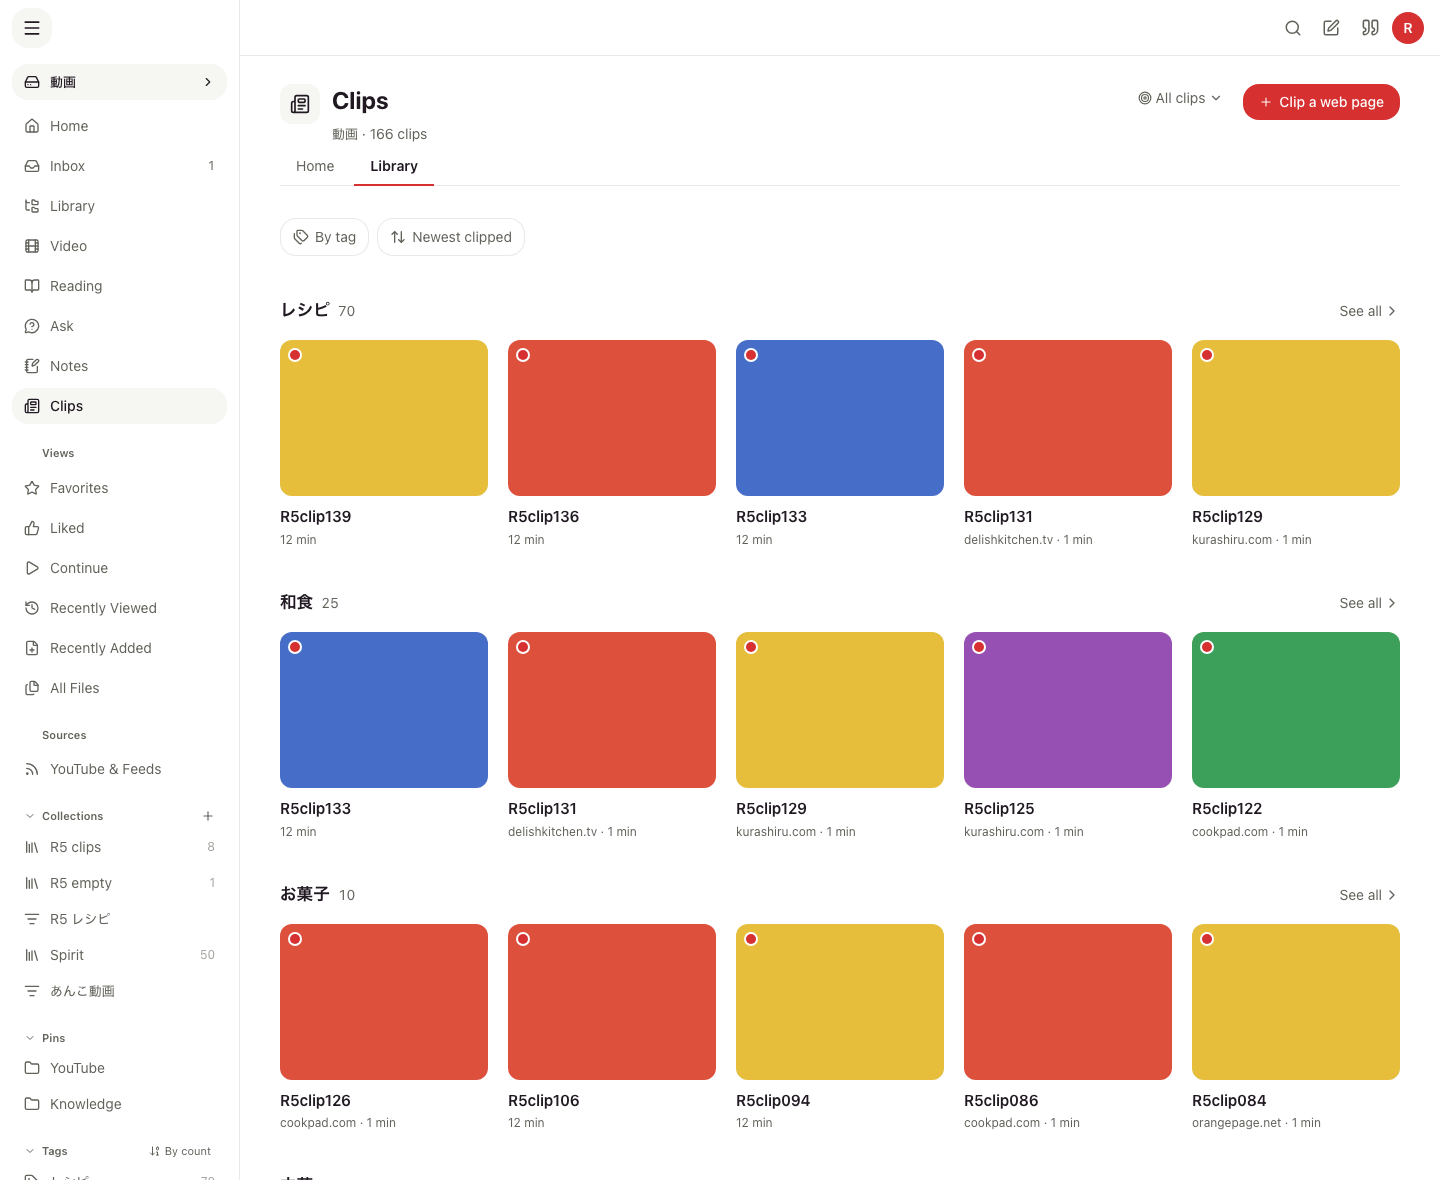 動画
Home
Inbox 1
Library
Video
Reading
Ask
Notes
Clips
Views
Favorites
Liked
Continue
Recently Viewed
Recently Added
All Files
Sources
YouTube & Feeds
Collections
R5 clips 8
R5 empty 1
R5 レシピ
Spirit 50
あんこ動画
Pins
YouTube
Knowledge
Tags By count
R
Clips
All clips
Clip a web page
動画 · 166 clips
Home Library
By tag Newest clipped
レシピ 70 See all
R5clip139 R5clip136 R5clip133 R5clip131 R5clip129
12 min 12 min 12 min delishkitchen.tv · 1 min kurashiru.com · 1 min
和食 25 See all
R5clip133 R5clip131 R5clip129 R5clip125 R5clip122
12 min delishkitchen.tv · 1 min kurashiru.com · 1 min kurashiru.com · 1 min cookpad.com · 1 min
お菓子 10 See all
R5clip126 R5clip106 R5clip094 R5clip086 R5clip084
cookpad.com · 1 min 12 min 12 min cookpad.com · 1 min orangepage.net · 1 min